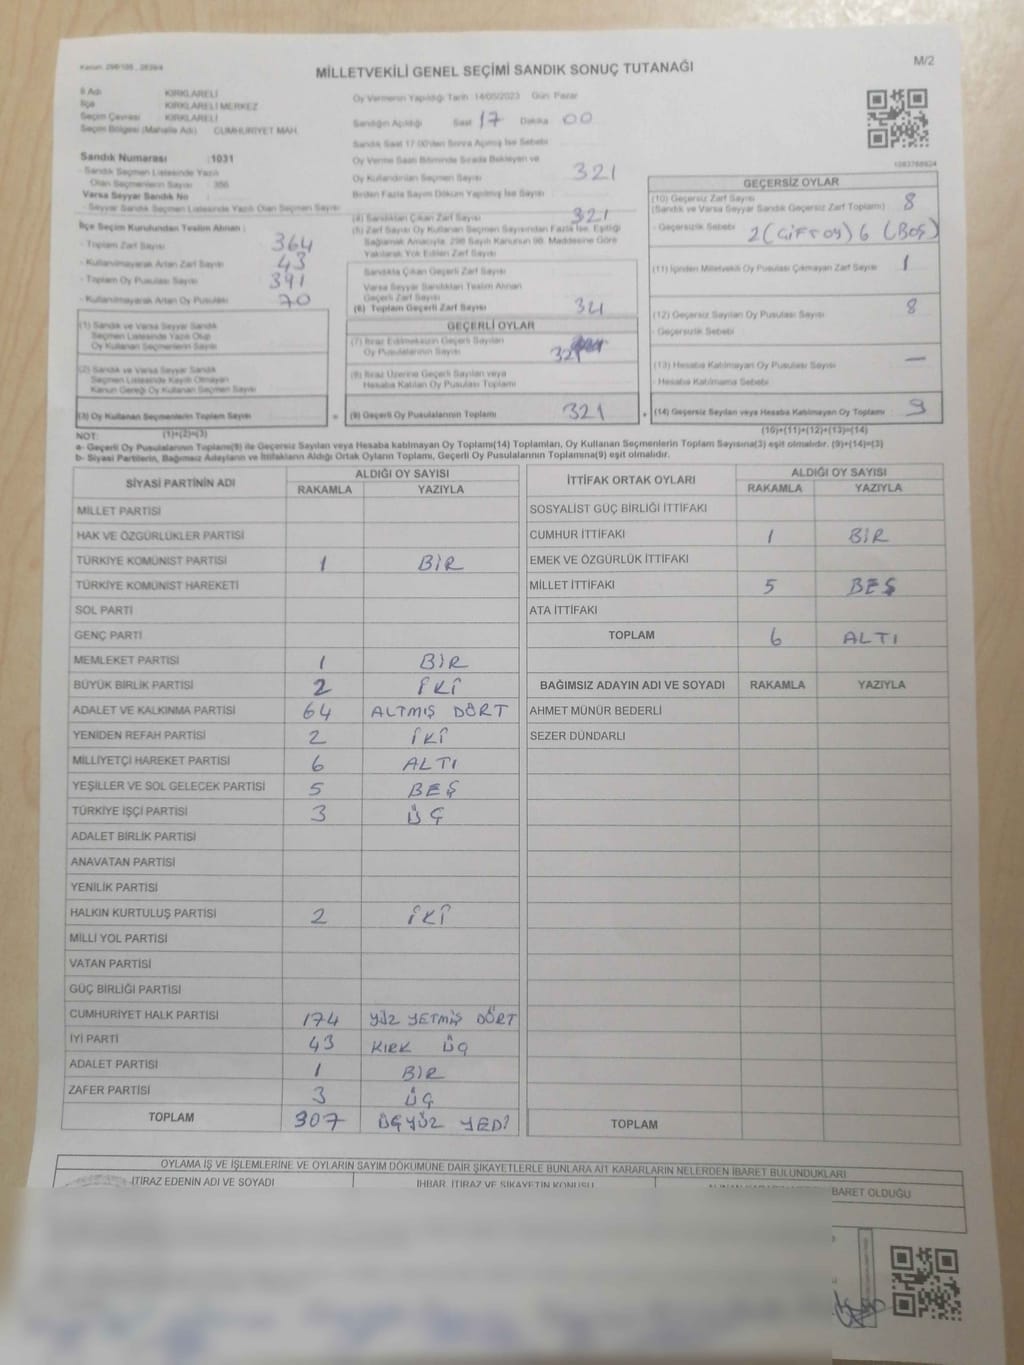 Kanun: 298/105 , 2839/4
M/2
MİLLETVEKİLİ GENEL SEÇİMİ SANDIK SONUÇ TUTANAĞI
İl Adı KIRKLARELİ
İlçe KIRKLARELİ MERKEZ
Seçim Çevresi KIRKLARELİ
Seçim Bölgesi (Mahalle Adı) CUMHURİYET MAH.
Sandık Numarası :1031
- Sandık Seçmen Listesinde Yazılı
Olan Seçmenlerin Sayısı : 356
Varsa Seyyar Sandık No
- Seyyar Sandık Seçmen Listesinde Yazılı Olan Seçmen Sayısı
İlçe Seçim Kurulundan Teslim Alınan :
- Toplam Zarf Sayısı 364
- Kullanılmayarak Artan Zarf Sayısı 43
- Toplam Oy Pusulası Sayısı 391
- Kullanılmayarak Artan Oy Pusulası 70
(1) Sandık ve Varsa Seyyar Sandık
Seçmen Listesinde Yazılı Olup
Oy Kullanan Seçmenlerin Sayısı
(2) Sandık ve Varsa Seyyar Sandık
Seçmen Listesinde Kayıtlı Olmayan
Kanun Gereği Oy Kullanan Seçmen Sayısı
(3) Oy Kullanan Seçmenlerin Toplam Sayısı
(1)+(2)=(3)
Oy Vermenin Yapıldığı Tarih 14/05/2023 Gün: Pazar
Sandığın Açıldığı Saat 17 Dakika 00
Sandık Saat 17:00'den Sonra Açılmış İse Sebebi
Oy Verme Saati Bitiminde Sırada Bekleyen ve
Oy Kullandırılan Seçmen Sayısı 321
Birden Fazla Sayım Döküm Yapılmış İse Sayısı
(4) Sandıktan Çıkan Zarf Sayısı 321
(5) Zarf Sayısı Oy Kullanan Seçmen Sayısından Fazla İse, Eşitliği
Sağlamak Amacıyla, 298 Sayılı Kanunun 98. Maddesine Göre
Yakılarak Yok Edilen Zarf Sayısı
Sandıkta Çıkan Geçerli Zarf Sayısı
Varsa Seyyar Sandıktan Teslim Alınan
Geçerli Zarf Sayısı
(6) Toplam Geçerli Zarf Sayısı 321
GEÇERLİ OYLAR
(7) İtiraz Edilmeksizin Geçerli Sayılan
Oy Pusulalarının Sayısı
(8) İtiraz Üzerine Geçerli Sayılan veya
Hesaba Katılan Oy Pusulası Toplamı
= (9) Geçerli Oy Pusulalarının Toplamı 321
GEÇERSİZ OYLAR
(10) Geçersiz Zarf Sayısı
(Sandık ve Varsa Seyyar Sandık Geçersiz Zarf Toplamı) 8
- Geçersizlik Sebebi 2 (ÇİFT OY) 6 (BOŞ)
(11) İçinden Milletvekili Oy Pusulası Çıkmayan Zarf Sayısı 1
(12) Geçersiz Sayılan Oy Pusulası Sayısı 8
- Geçersizlik Sebebi
(13) Hesaba Katılmayan Oy Pusulası Sayısı —
- Hesaba Katılmama Sebebi
+ (14) Geçersiz Sayılan veya Hesaba Katılmayan Oy Toplamı 9
(10)+(11)+(12)+(13)=(14)
NOT:
a- Geçerli Oy Pusulalarının Toplamı(9) ile Geçersiz Sayılan veya Hesaba katılmayan Oy Toplamı(14) Toplamları, Oy Kullanan Seçmenlerin Toplam Sayısına(3) eşit olmalıdır. (9)+(14)=(3)
b- Siyasi Partilerin, Bağımsız Adayların ve İttifakların Aldığı Ortak Oyların Toplamı, Geçerli Oy Pusulalarının Toplamına(9) eşit olmalıdır.
SİYASİ PARTİNİN ADI ALDIĞI OY SAYISI
RAKAMLA YAZIYLA
MİLLET PARTİSİ
HAK VE ÖZGÜRLÜKLER PARTİSİ
TÜRKİYE KOMÜNİST PARTİSİ 1 BİR
TÜRKİYE KOMÜNİST HAREKETİ
SOL PARTİ
GENÇ PARTİ
MEMLEKET PARTİSİ 1 BİR
BÜYÜK BİRLİK PARTİSİ 2 İKİ
ADALET VE KALKINMA PARTİSİ 64 ALTMIŞ DÖRT
YENİDEN REFAH PARTİSİ 2 İKİ
MİLLİYETÇİ HAREKET PARTİSİ 6 ALTI
YEŞİLLER VE SOL GELECEK PARTİSİ 5 BEŞ
TÜRKİYE İŞÇİ PARTİSİ 3 ÜÇ
ADALET BİRLİK PARTİSİ
ANAVATAN PARTİSİ
YENİLİK PARTİSİ
HALKIN KURTULUŞ PARTİSİ 2 İKİ
MİLLİ YOL PARTİSİ
VATAN PARTİSİ
GÜÇ BİRLİĞİ PARTİSİ
CUMHURİYET HALK PARTİSİ 174 YÜZ YETMİŞ DÖRT
İYİ PARTİ 43 KIRK ÜÇ
ADALET PARTİSİ 1 BİR
ZAFER PARTİSİ 3 ÜÇ
TOPLAM 307 ÜÇYÜZ YEDİ
İTTİFAK ORTAK OYLARI ALDIĞI OY SAYISI
RAKAMLA YAZIYLA
SOSYALİST GÜÇ BİRLİĞİ İTTİFAKI
CUMHUR İTTİFAKI 1 BİR
EMEK VE ÖZGÜRLÜK İTTİFAKI
MİLLET İTTİFAKI 5 BEŞ
ATA İTTİFAKI
TOPLAM 6 ALTI
BAĞIMSIZ ADAYIN ADI VE SOYADI RAKAMLA YAZIYLA
AHMET MÜNÜR BEDERLİ
SEZER DÜNDARLI
TOPLAM
OYLAMA İŞ VE İŞLEMLERİNE VE OYLARIN SAYIM DÖKÜMÜNE DAİR ŞİKAYETLERLE BUNLARA AİT KARARLARIN NELERDEN İBARET BULUNDUKLARI
İTİRAZ EDENİN ADI VE SOYADI İHBAR, İTİRAZ VE ŞİKAYETİN KONUSU BARET OLDUĞU